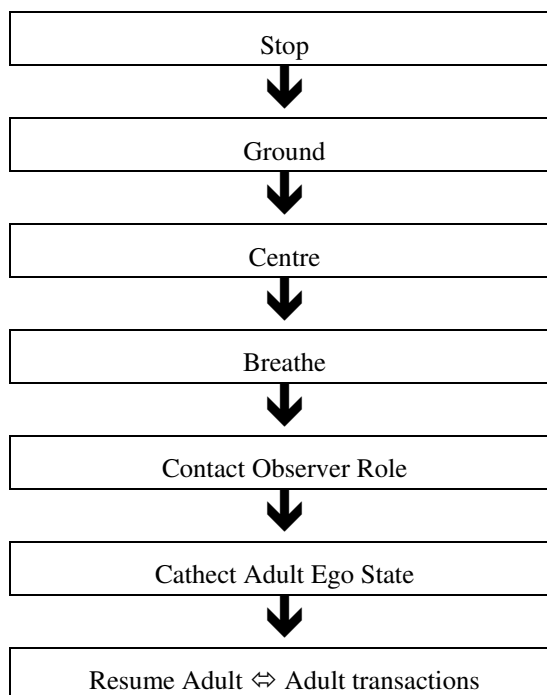 Stop
Ground
Centre
Breathe
Contact Observer Role
Cathect Adult Ego State
Resume Adult ⇔ Adult transactions